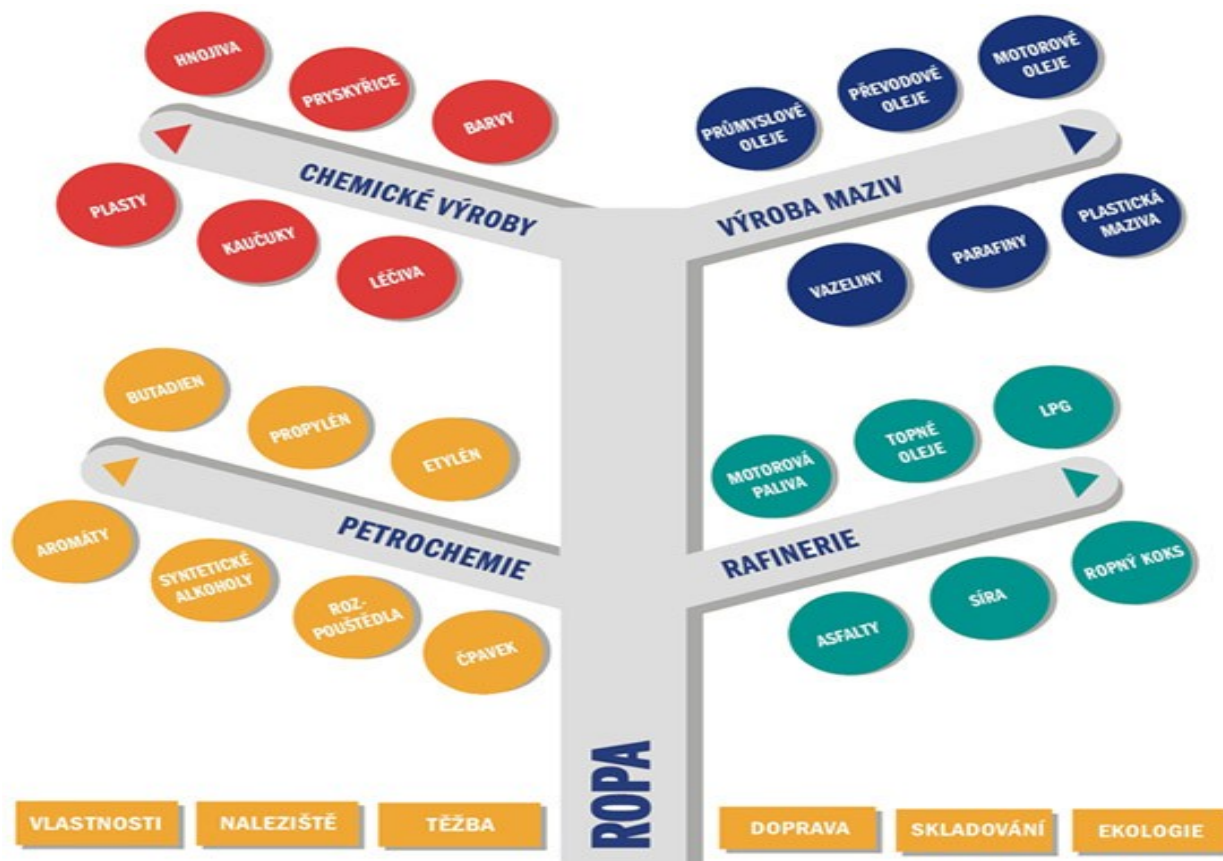 HNOJIVA
PRYSKYŘICE
BARVY
CHEMICKÉ VÝROBY
PLASTY
KAUČUKY
LÉČIVA
PRŮMYSLOVÉ
OLEJE
PŘEVODOVÉ
OLEJE
MOTOROVÉ
OLEJE
VÝROBA MAZIV
VAZELINY
PARAFINY
PLASTICKÁ
MAZIVA
BUTADIEN
PROPYLÉN
ETYLÉN
PETROCHEMIE
AROMÁTY
SYNTETICKÉ
ALKOHOLY
ROZ-
POUŠTĚDLA
ČPAVEK
MOTOROVÁ
PALIVA
TOPNÉ
OLEJE
LPG
RAFINERIE
ASFALTY
SÍRA
ROPNÝ KOKS
ROPA
VLASTNOSTI
NALEZIŠTĚ
TĚŽBA
DOPRAVA
SKLADOVÁNÍ
EKOLOGIE